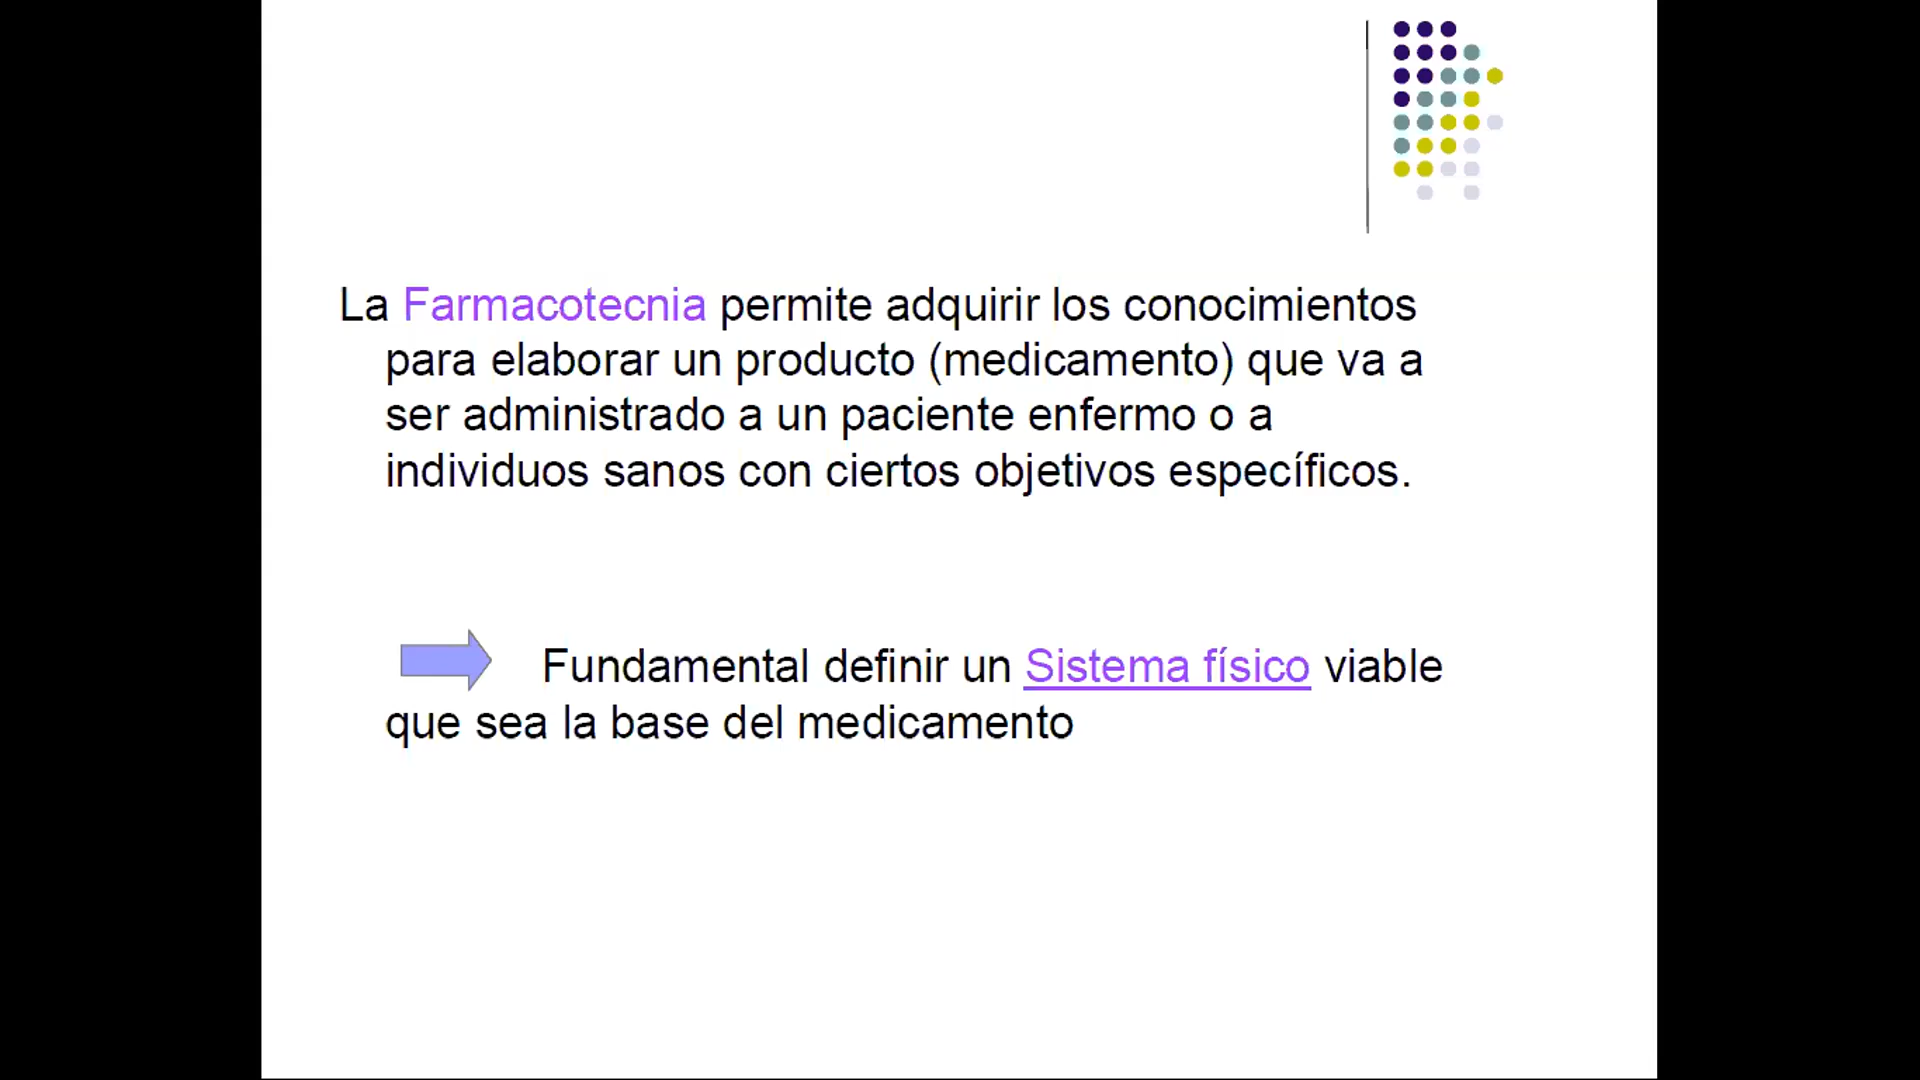 La Farmacotecnia permite adquirir los conocimientos
para elaborar un producto (medicamento) que va a
ser administrado a un paciente enfermo o a
individuos sanos con ciertos objetivos específicos.
Fundamental definir un Sistema físico viable
que sea la base del medicamento